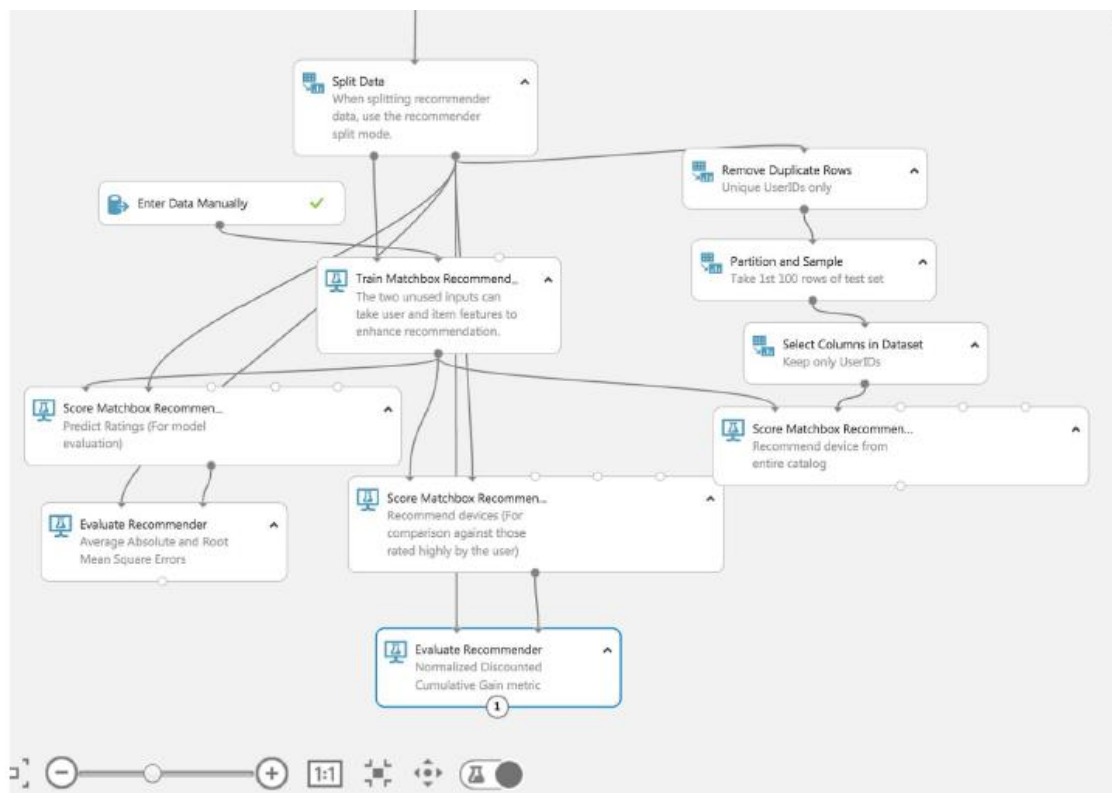 Split Data
When splitting recommender
data, use the recommender
split mode.
Remove Duplicate Rows
Unique UserIDs only
Enter Data Manually
Partition and Sample
Take 1st 100 rows of test set
Train Matchbox Recommend...
The two unused inputs can
take user and item features to
enhance recommendation.
Select Columns in Dataset
Keep only UserIDs
Score Matchbox Recommen...
Predict Ratings (For model
evaluation)
Score Matchbox Recommen...
Recommend device from
entire catalog
Score Matchbox Recommen...
Recommend devices (For
comparison against those
rated highly by the user)
Evaluate Recommender
Average Absolute and Root
Mean Square Errors
Evaluate Recommender
Normalized Discounted
Cumulative Gain metric
1
1:1